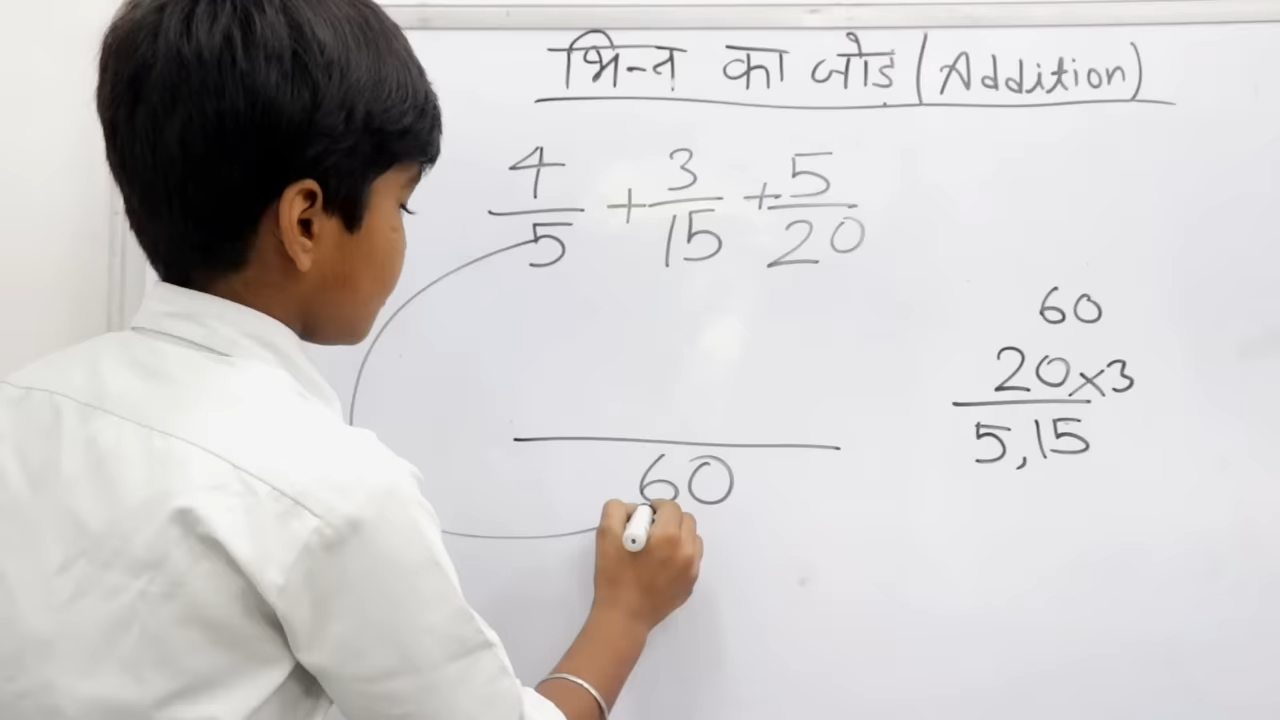 भिन्त का जोड (Addition)
4/5 + 3/15 + 5/20
60
20×3
5,15
60